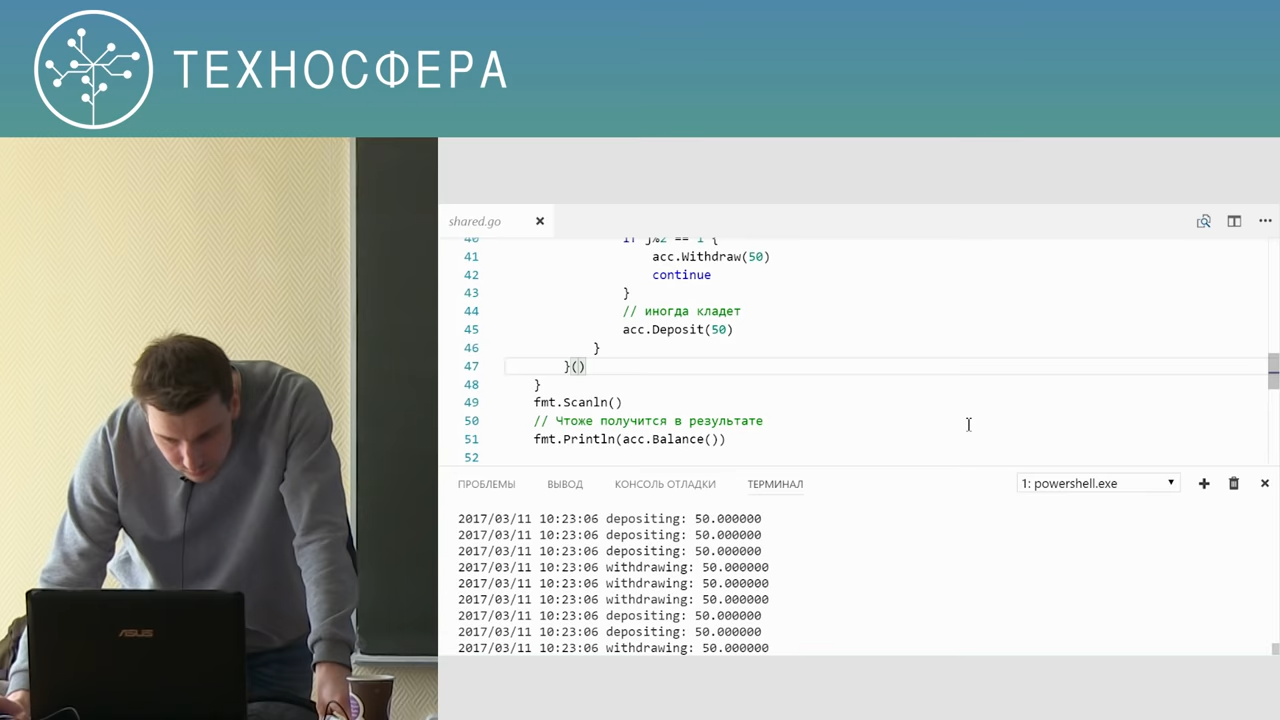 ТЕХНОСФЕРА
shared.go
40 if j%2 == 1 {
41 acc.Withdraw(50)
42 continue
43 }
44 // иногда кладет
45 acc.Deposit(50)
46 }
47 }()
48 }
49 fmt.Scanln()
50 // Чтоже получится в результате
51 fmt.Println(acc.Balance())
52
ПРОБЛЕМЫ ВЫВОД КОНСОЛЬ ОТЛАДКИ ТЕРМИНАЛ 1: powershell.exe
2017/03/11 10:23:06 depositing: 50.000000
2017/03/11 10:23:06 depositing: 50.000000
2017/03/11 10:23:06 depositing: 50.000000
2017/03/11 10:23:06 withdrawing: 50.000000
2017/03/11 10:23:06 withdrawing: 50.000000
2017/03/11 10:23:06 withdrawing: 50.000000
2017/03/11 10:23:06 depositing: 50.000000
2017/03/11 10:23:06 depositing: 50.000000
2017/03/11 10:23:06 withdrawing: 50.000000
ASUS